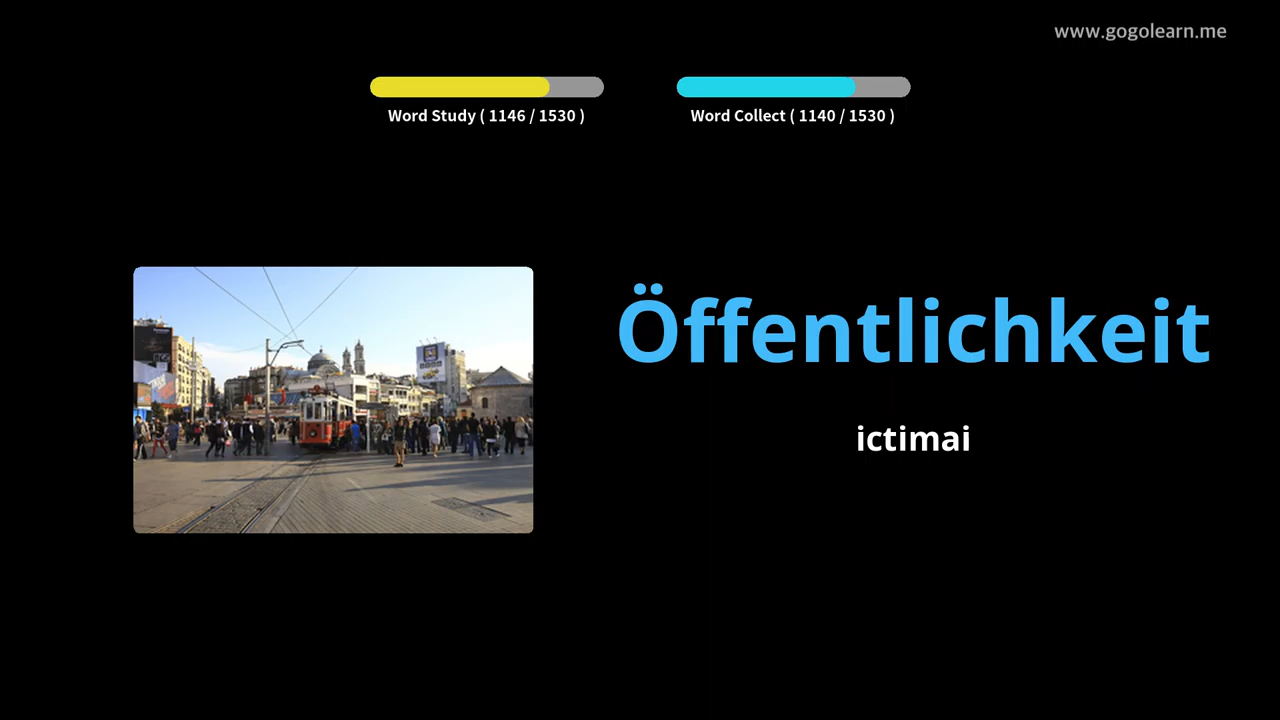 www.gogolearn.me
Word Study ( 1146 / 1530 )
Word Collect ( 1140 / 1530 )
Öffentlichkeit
ictimai